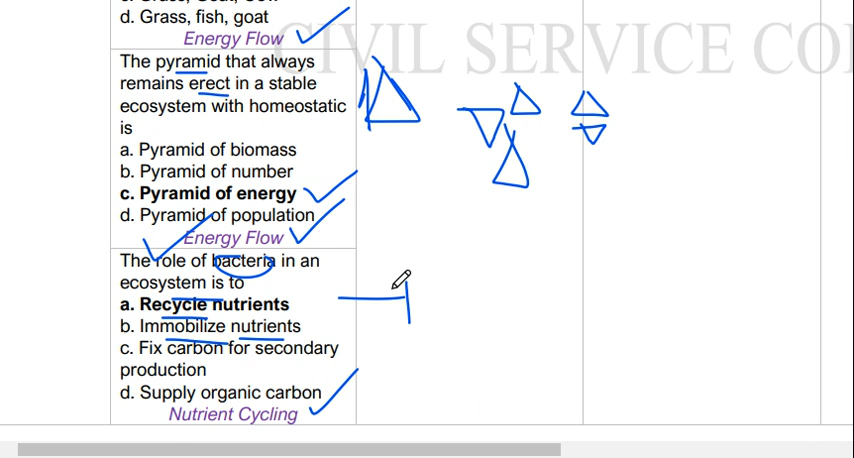 d. Grass, fish, goat
Energy Flow
CIVIL SERVICE CO
The pyramid that always
remains erect in a stable
ecosystem with homeostatic
is
a. Pyramid of biomass
b. Pyramid of number
c. Pyramid of energy
d. Pyramid of population
Energy Flow
The role of bacteria in an
ecosystem is to
a. Recycle nutrients
b. Immobilize nutrients
c. Fix carbon for secondary
production
d. Supply organic carbon
Nutrient Cycling